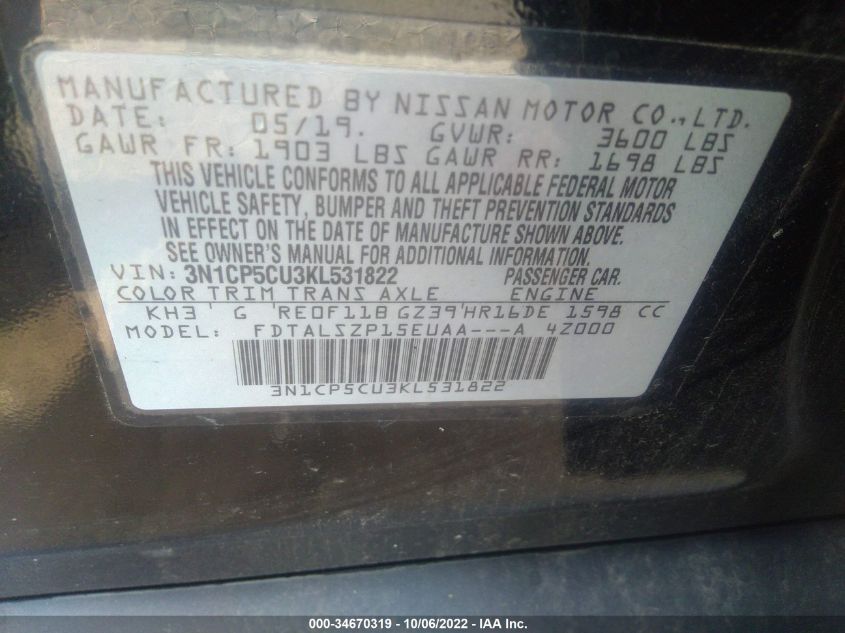 MANUFACTURED BY NISSAN MOTOR CO., LTD.
DATE: 05/19. GVWR: 3600 LBS
GAWR FR: 1903 LBS GAWR RR: 1698 LBS
THIS VEHICLE CONFORMS TO ALL APPLICABLE FEDERAL MOTOR
VEHICLE SAFETY, BUMPER AND THEFT PREVENTION STANDARDS
IN EFFECT ON THE DATE OF MANUFACTURE SHOWN ABOVE.
SEE OWNER'S MANUAL FOR ADDITIONAL INFORMATION.
VIN: 3N1CP5CU3KL531822 PASSENGER CAR.
COLOR TRIM TRANS AXLE ENGINE
KH3' G 'RE0F11B GZ39'HR16DE 1598 CC
MODEL: FDTALSZP15EUAA---A 4Z000
3N1CP5CU3KL531822
000-34670319 / 10/06/2022 - IAA Inc.